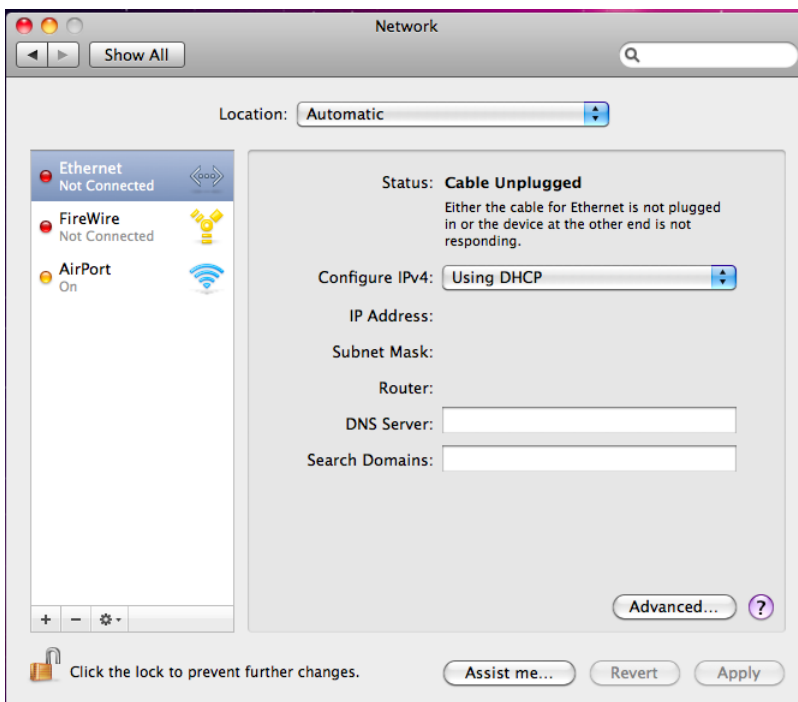 Network
Show All
Location: Automatic
Ethernet
Not Connected
FireWire
Not Connected
AirPort
On
Status: Cable Unplugged
Either the cable for Ethernet is not plugged
in or the device at the other end is not
responding.
Configure IPv4: Using DHCP
IP Address:
Subnet Mask:
Router:
DNS Server:
Search Domains:
Advanced... ?
+ −
Click the lock to prevent further changes.
Assist me... Revert Apply